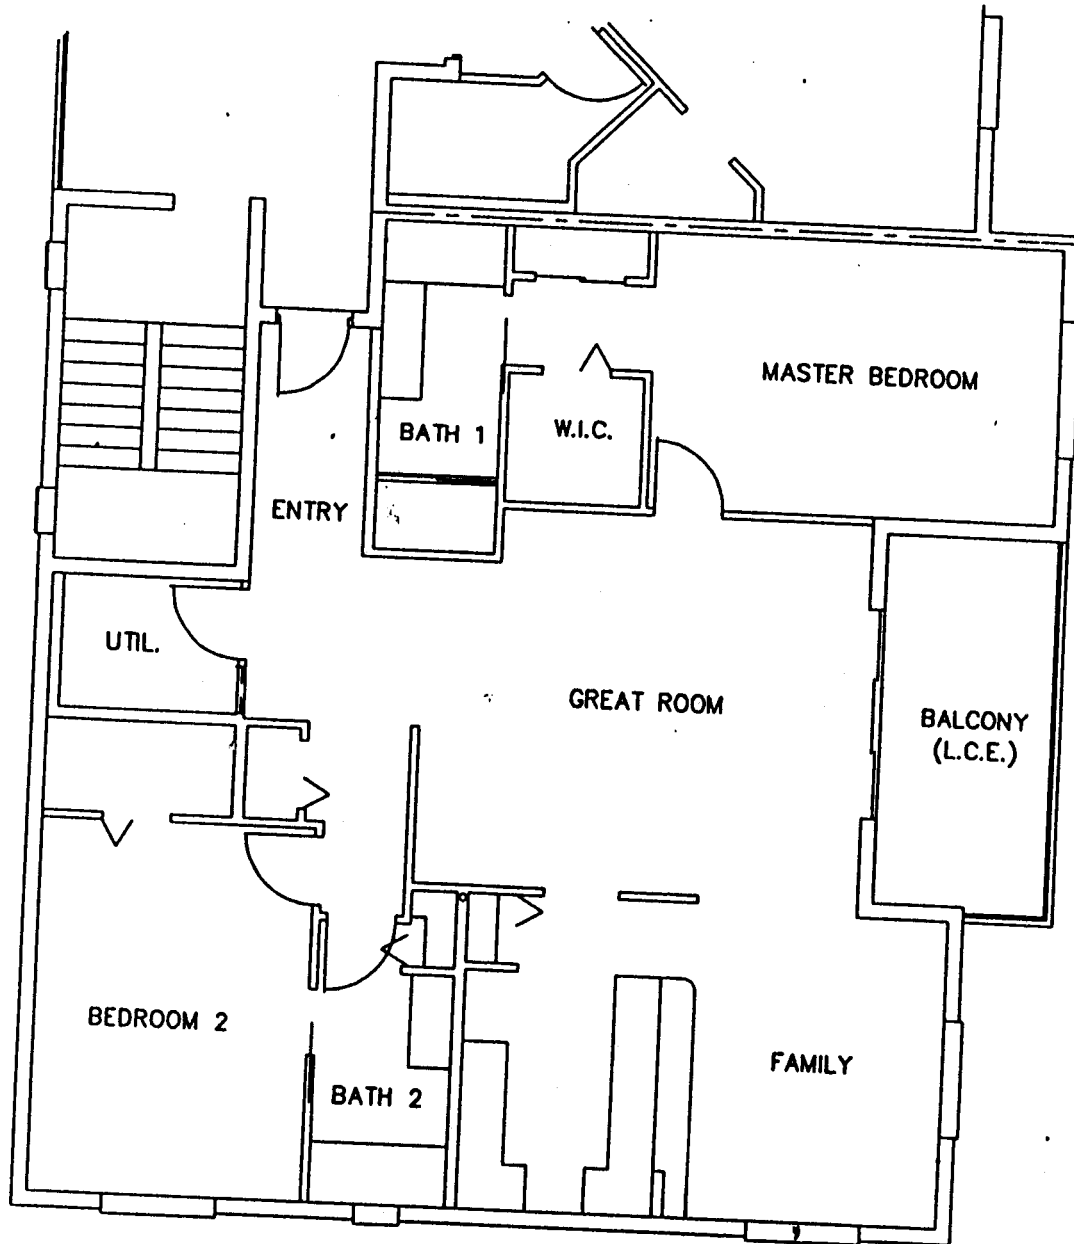 MASTER BEDROOM
BATH 1
W.I.C.
ENTRY
UTIL.
GREAT ROOM
BALCONY
(L.C.E.)
BEDROOM 2
FAMILY
BATH 2